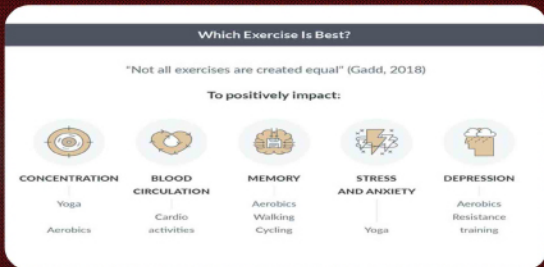 Which Exercise Is Best?
“Not all exercises are created equal” (Gadd, 2018)
To positively impact:
CONCENTRATION
Yoga
Aerobics
BLOOD
CIRCULATION
Cardio
activities
MEMORY
Aerobics
Walking
Cycling
STRESS
AND ANXIETY
Yoga
DEPRESSION
Aerobics
Resistance
training